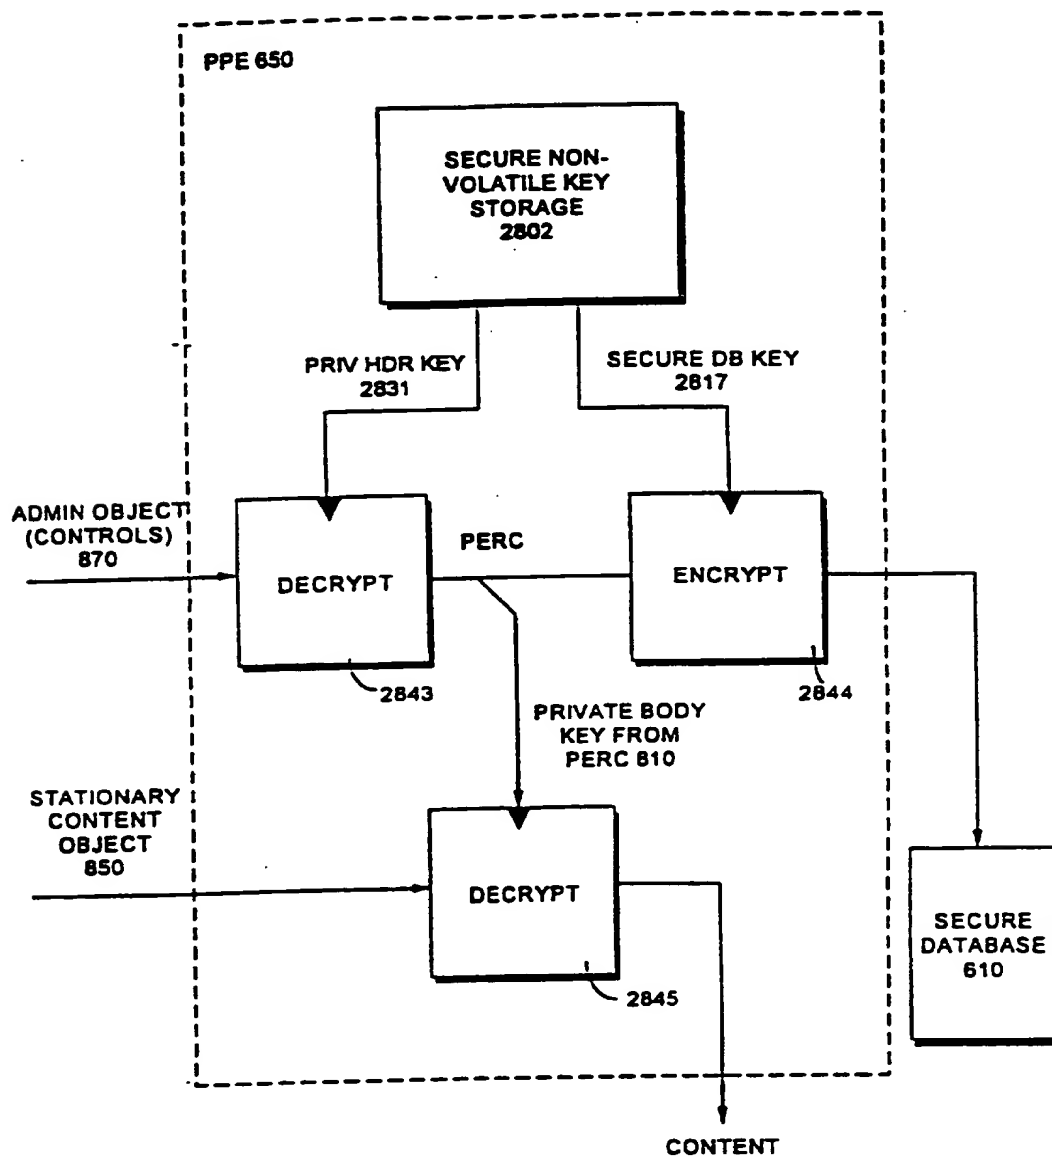 PPE 650
SECURE NON-
VOLATILE KEY
STORAGE
2802
PRIV HDR KEY
2831
SECURE DB KEY
2817
ADMIN OBJECT
(CONTROLS)
870
DECRYPT
2843
PERC
ENCRYPT
2844
PRIVATE BODY
KEY FROM
PERC 810
STATIONARY
CONTENT
OBJECT
850
DECRYPT
2845
SECURE
DATABASE
610
CONTENT